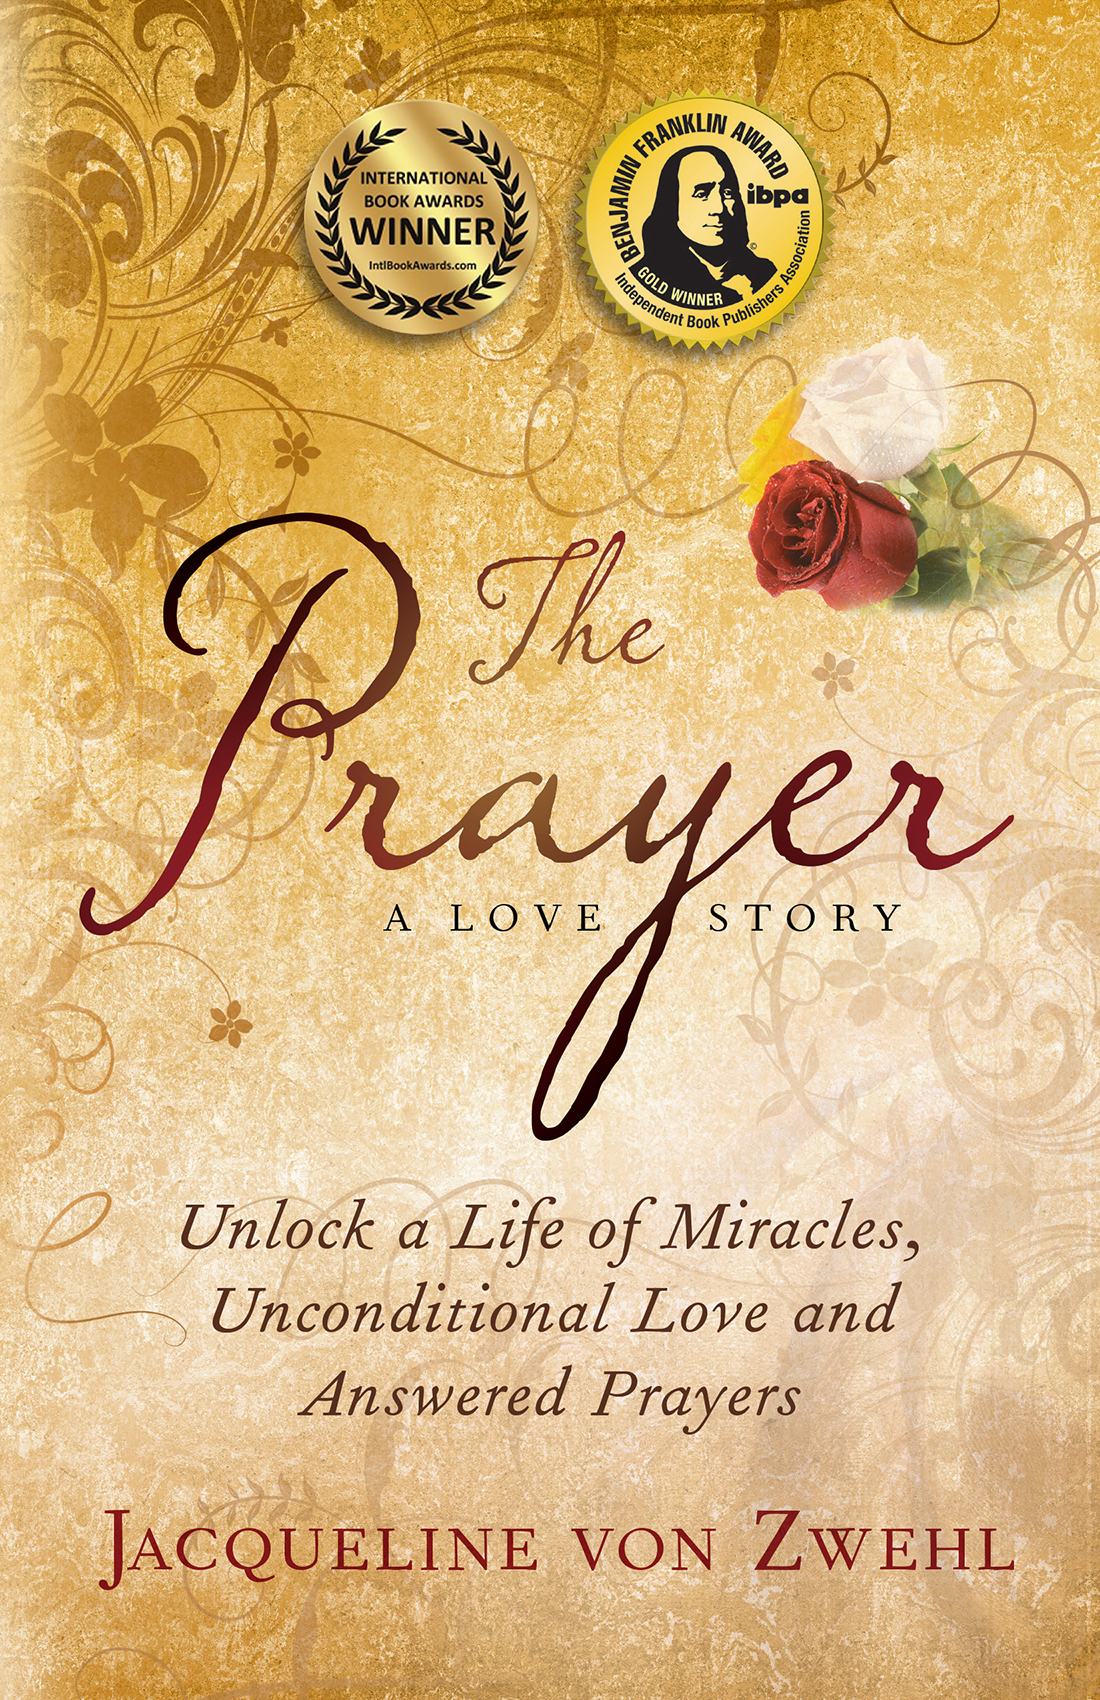 INTERNATIONAL
BOOK AWARDS
WINNER
IntlBookAwards.com
BENJAMIN FRANKLIN AWARD
ibpa
©
GOLD WINNER
Independent Book Publishers Association
The
Prayer
A LOVE STORY
Unlock a Life of Miracles,
Unconditional Love and
Answered Prayers
JACQUELINE VON ZWEHL